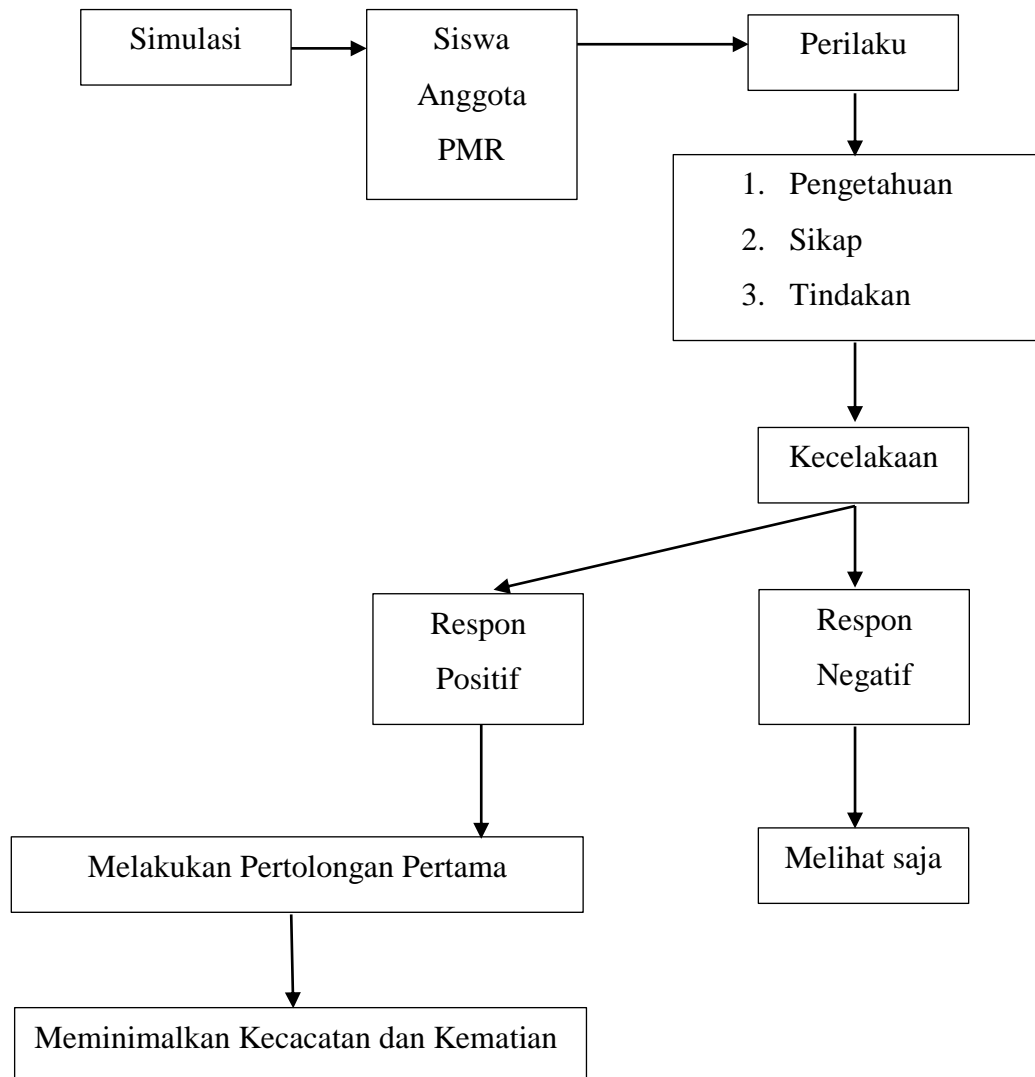 Simulasi
Siswa
Anggota
PMR
Perilaku
1. Pengetahuan
2. Sikap
3. Tindakan
Kecelakaan
Respon
Positif
Respon
Negatif
Melakukan Pertolongan Pertama
Melihat saja
Meminimalkan Kecacatan dan Kematian